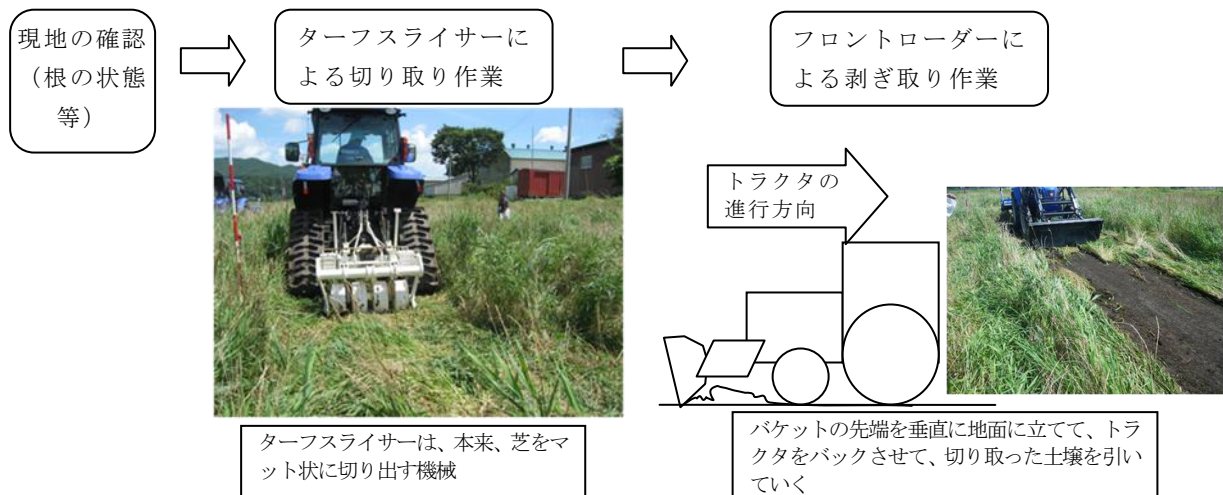 現地の確認
（根の状態
等）
ターフスライサーに
よる切り取り作業
フロントローダーに
よる剥ぎ取り作業
トラクタの
進行方向
ターフスライサーは、本来、芝をマ
ット状に切り出す機械
バケットの先端を垂直に地面に立てて、トラ
クタをバックさせて、切り取った土壌を引い
ていく